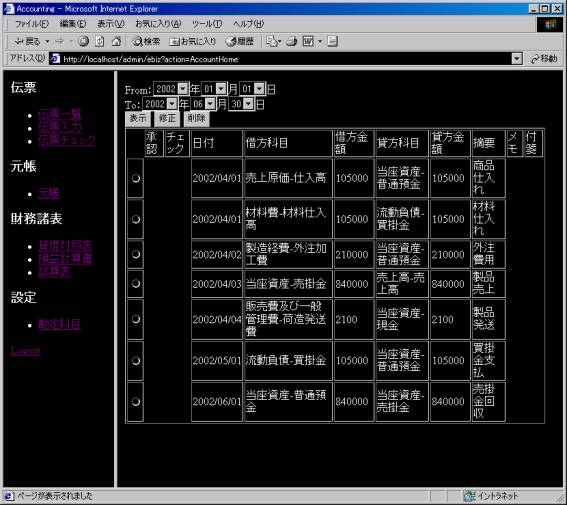 Accounting - Microsoft Internet Explorer
ファイル(F) 編集(E) 表示(V) お気に入り(A) ツール(T) ヘルプ(H)
戻る 検索 お気に入り 履歴
アドレス(D) http://localhost/admin/ebiz?action=AccountHome 移動
伝票
伝票一覧
伝票入力
伝票チェック
元帳
元帳
財務諸表
貸借対照表
損益計算書
試算表
設定
勘定科目
Logout
From: 2002 年 01 月 01 日
To: 2002 年 06 月 30 日
表示 修正 削除
承認 チェック 日付 借方科目 借方金額 貸方科目 貸方金額 摘要 メモ 付箋
2002/04/01 売上原価-仕入高 105000 当座資産-普通預金 105000 商品仕入れ
2002/04/01 材料費-材料仕入高 105000 流動負債-買掛金 105000 材料仕入れ
2002/04/02 製造経費-外注加工費 210000 当座資産-普通預金 210000 外注費用
2002/04/03 当座資産-売掛金 840000 売上高-売上高 840000 製品売上
2002/04/04 販売費及び一般管理費-荷造発送費 2100 当座資産-現金 2100 製品発送
2002/05/01 流動負債-買掛金 105000 当座資産-普通預金 105000 買掛金支払
2002/06/01 当座資産-普通預金 840000 当座資産-売掛金 840000 売掛金回収
ページが表示されました
イントラネット